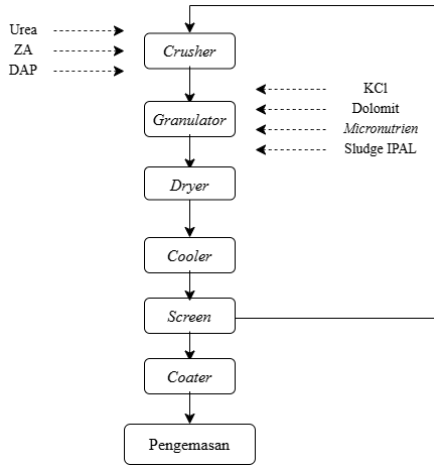 Urea
ZA
DAP
Crusher
KCl
Dolomit
Micronutrien
Sludge IPAL
Granulator
Dryer
Cooler
Screen
Coater
Pengemasan